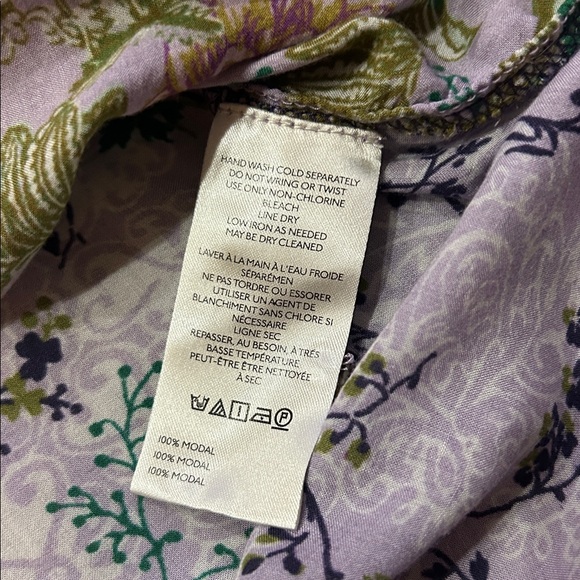 HAND WASH COLD SEPARATELY
DO NOT WRING OR TWIST
USE ONLY NON-CHLORINE
BLEACH
LINE DRY
LOW IRON AS NEEDED
MAY BE DRY CLEANED
LAVER À LA MAIN À L'EAU FROIDE
SÉPARÉMEN
NE PAS TORDRE OU ESSORER
UTILISER UN AGENT DE
BLANCHIMENT SANS CHLORE SI
NÉCESSAIRE
LIGNE SEC
REPASSER, AU BESOIN, À TRÈS
BASSE TEMPÉRATURE
PEUT-ÊTRE ÊTRE NETTOYÉE
À SEC
100% MODAL
100% MODAL
100% MODAL